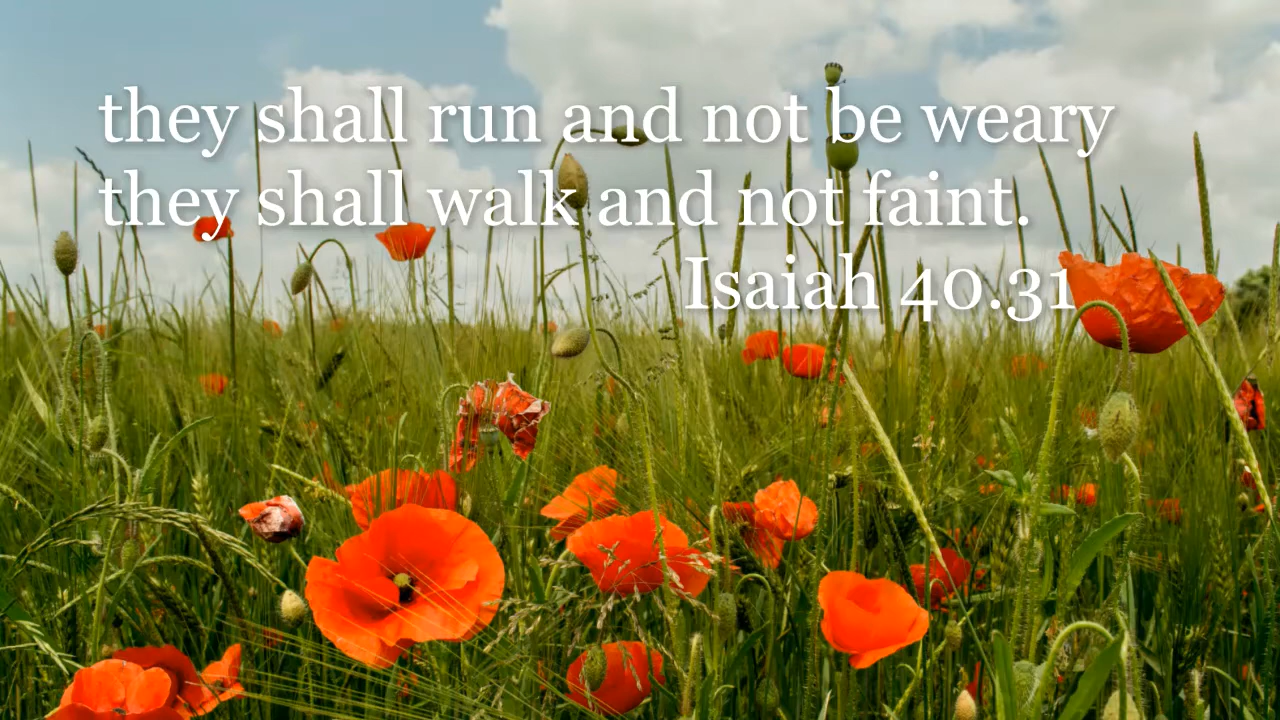 they shall run and not be weary
they shall walk and not faint.
Isaiah 40.31